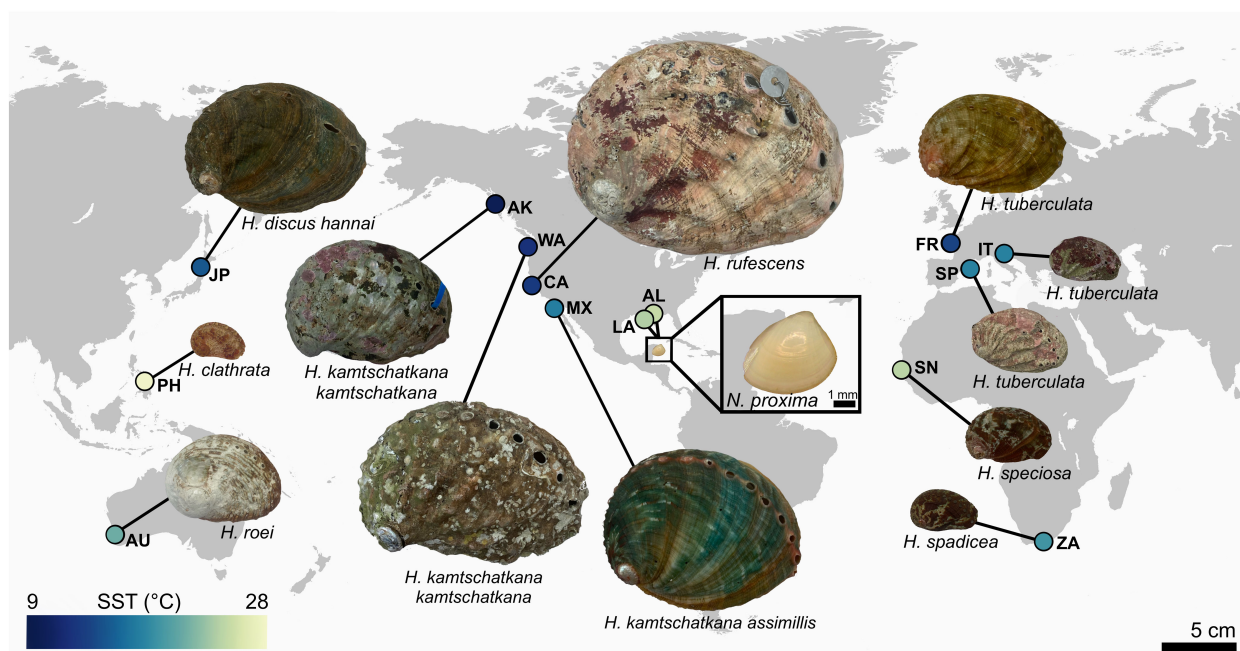 H. discus hannai
JP
H. clathrata
PH
H. roei
AU
9 SST (°C) 28
AK
H. kamtschatkana
kamtschatkana
WA
H. kamtschatkana
kamtschatkana
CA
H. rufescens
MX
H. kamtschatkana assimillis
AL
LA
N. proxima
1 mm
H. tuberculata
FR
IT
H. tuberculata
SP
H. tuberculata
SN
H. speciosa
H. spadicea
ZA
5 cm